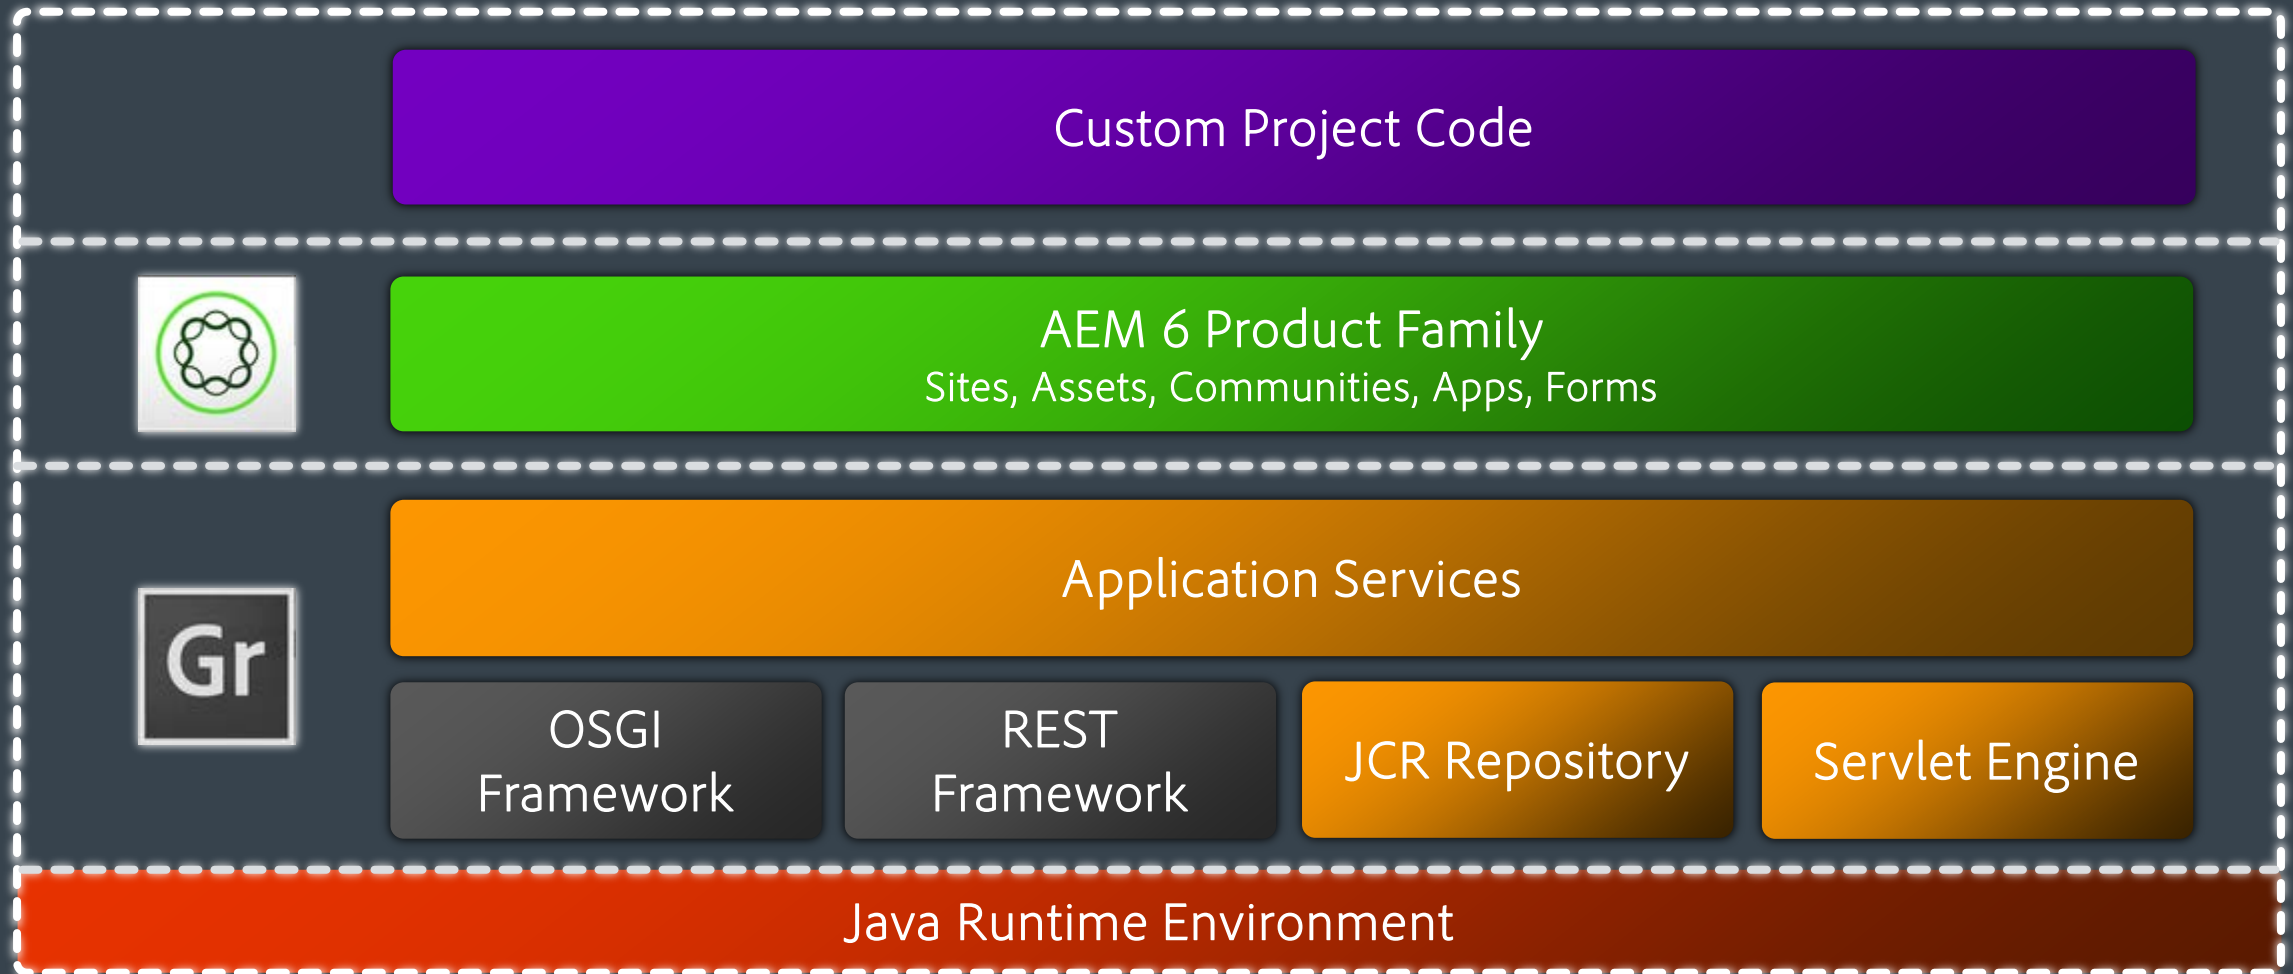 Custom Project Code
AEM 6 Product Family
Sites, Assets, Communities, Apps, Forms
Application Services
Gr
OSGI
Framework
REST
Framework
JCR Repository
Servlet Engine
Java Runtime Environment